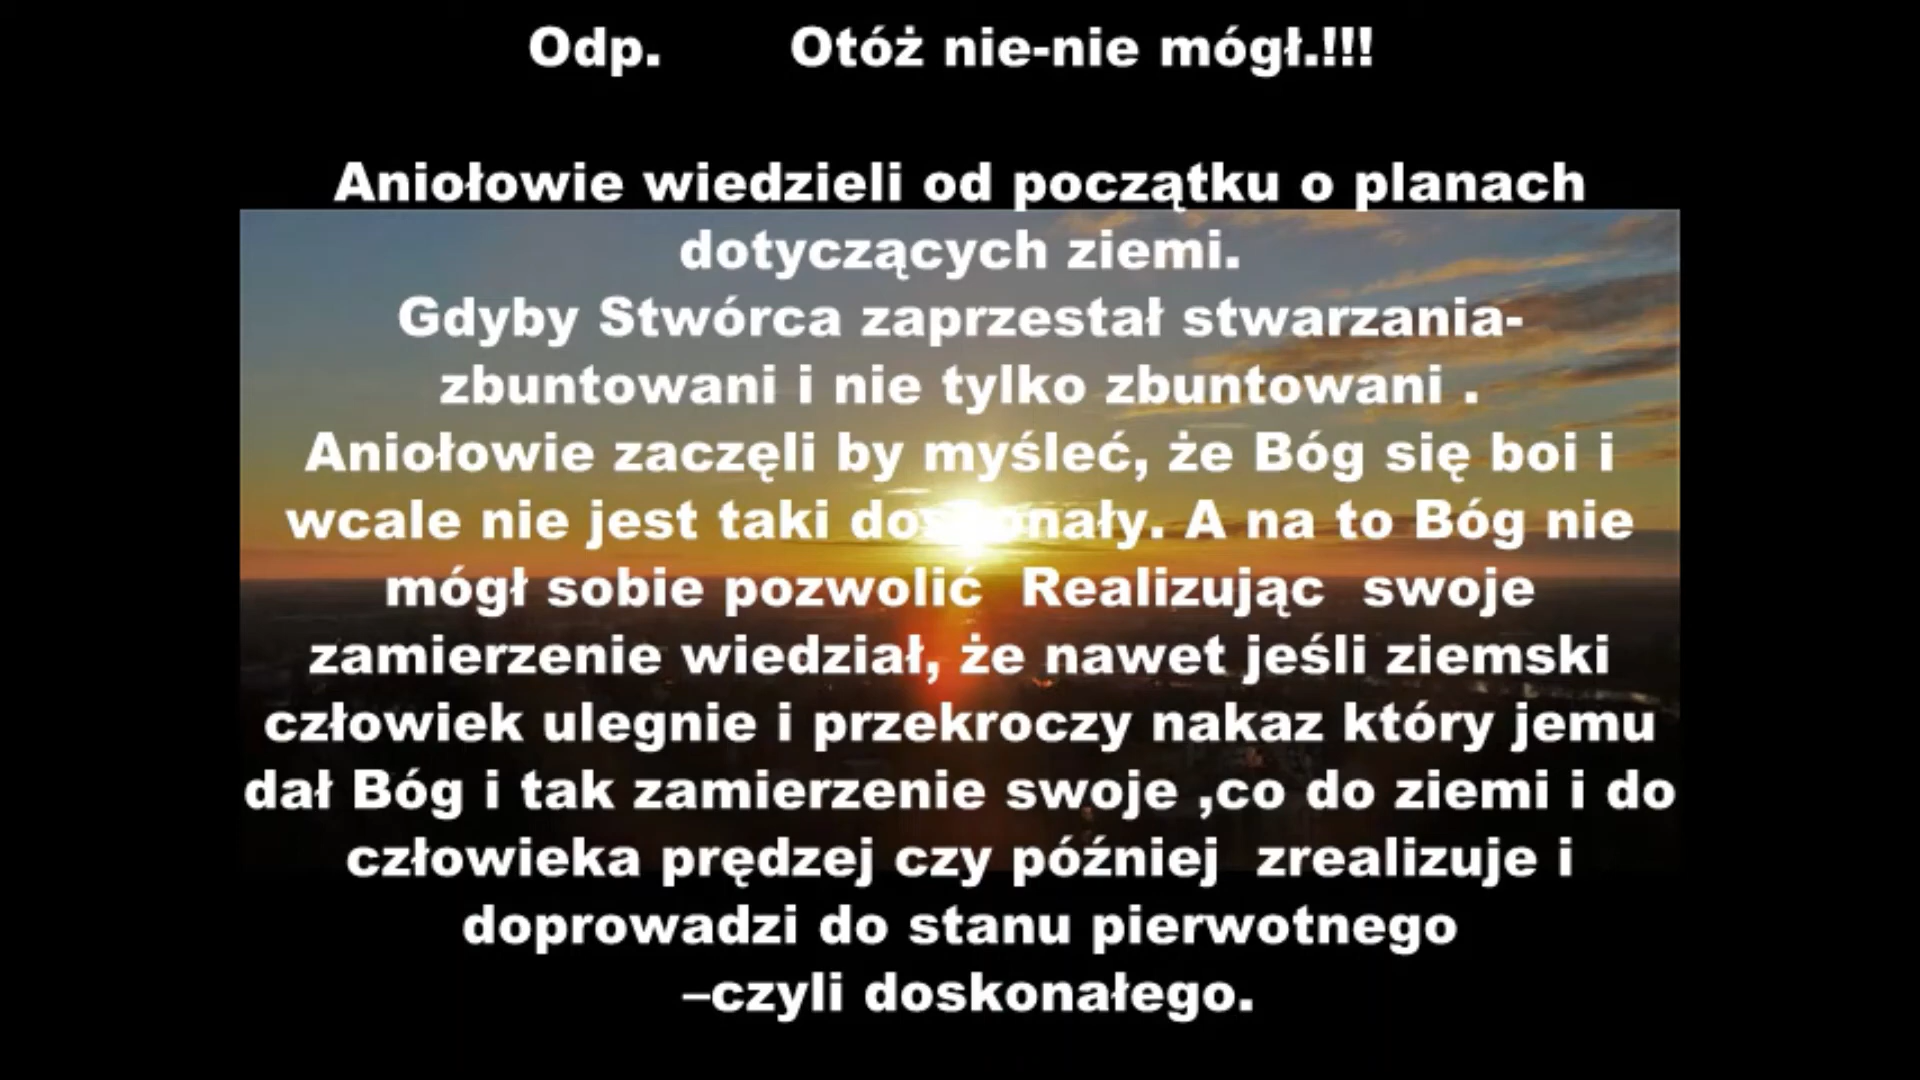 Odp. Otóż nie-nie mógł.!!!
Aniołowie wiedzieli od początku o planach
dotyczących ziemi.
Gdyby Stwórca zaprzestał stwarzania-
zbuntowani i nie tylko zbuntowani .
Aniołowie zaczęli by myśleć, że Bóg się boi i
wcale nie jest taki doskonały. A na to Bóg nie
mógł sobie pozwolić Realizując swoje
zamierzenie wiedział, że nawet jeśli ziemski
człowiek ulegnie i przekroczy nakaz który jemu
dał Bóg i tak zamierzenie swoje ,co do ziemi i do
człowieka prędzej czy później zrealizuje i
doprowadzi do stanu pierwotnego
–czyli doskonałego.